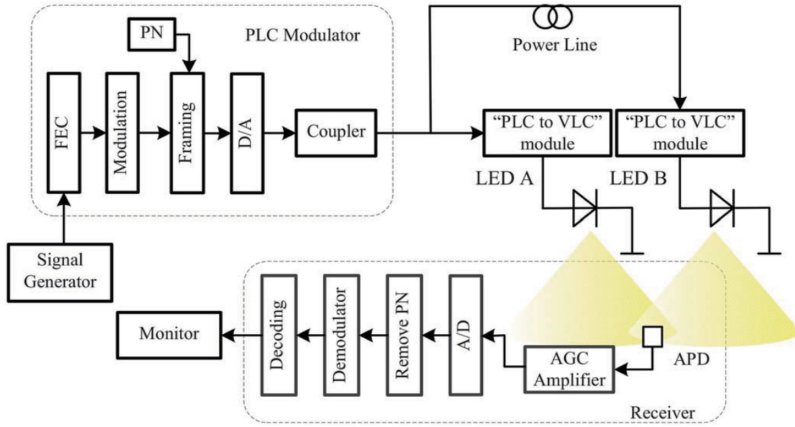 PN
PLC Modulator
Power Line
FEC
Modulation
Framing
D/A
Coupler
“PLC to VLC”
module
“PLC to VLC”
module
LED A
LED B
Signal
Generator
Monitor
Decoding
Demodulator
Remove PN
A/D
AGC
Amplifier
APD
Receiver